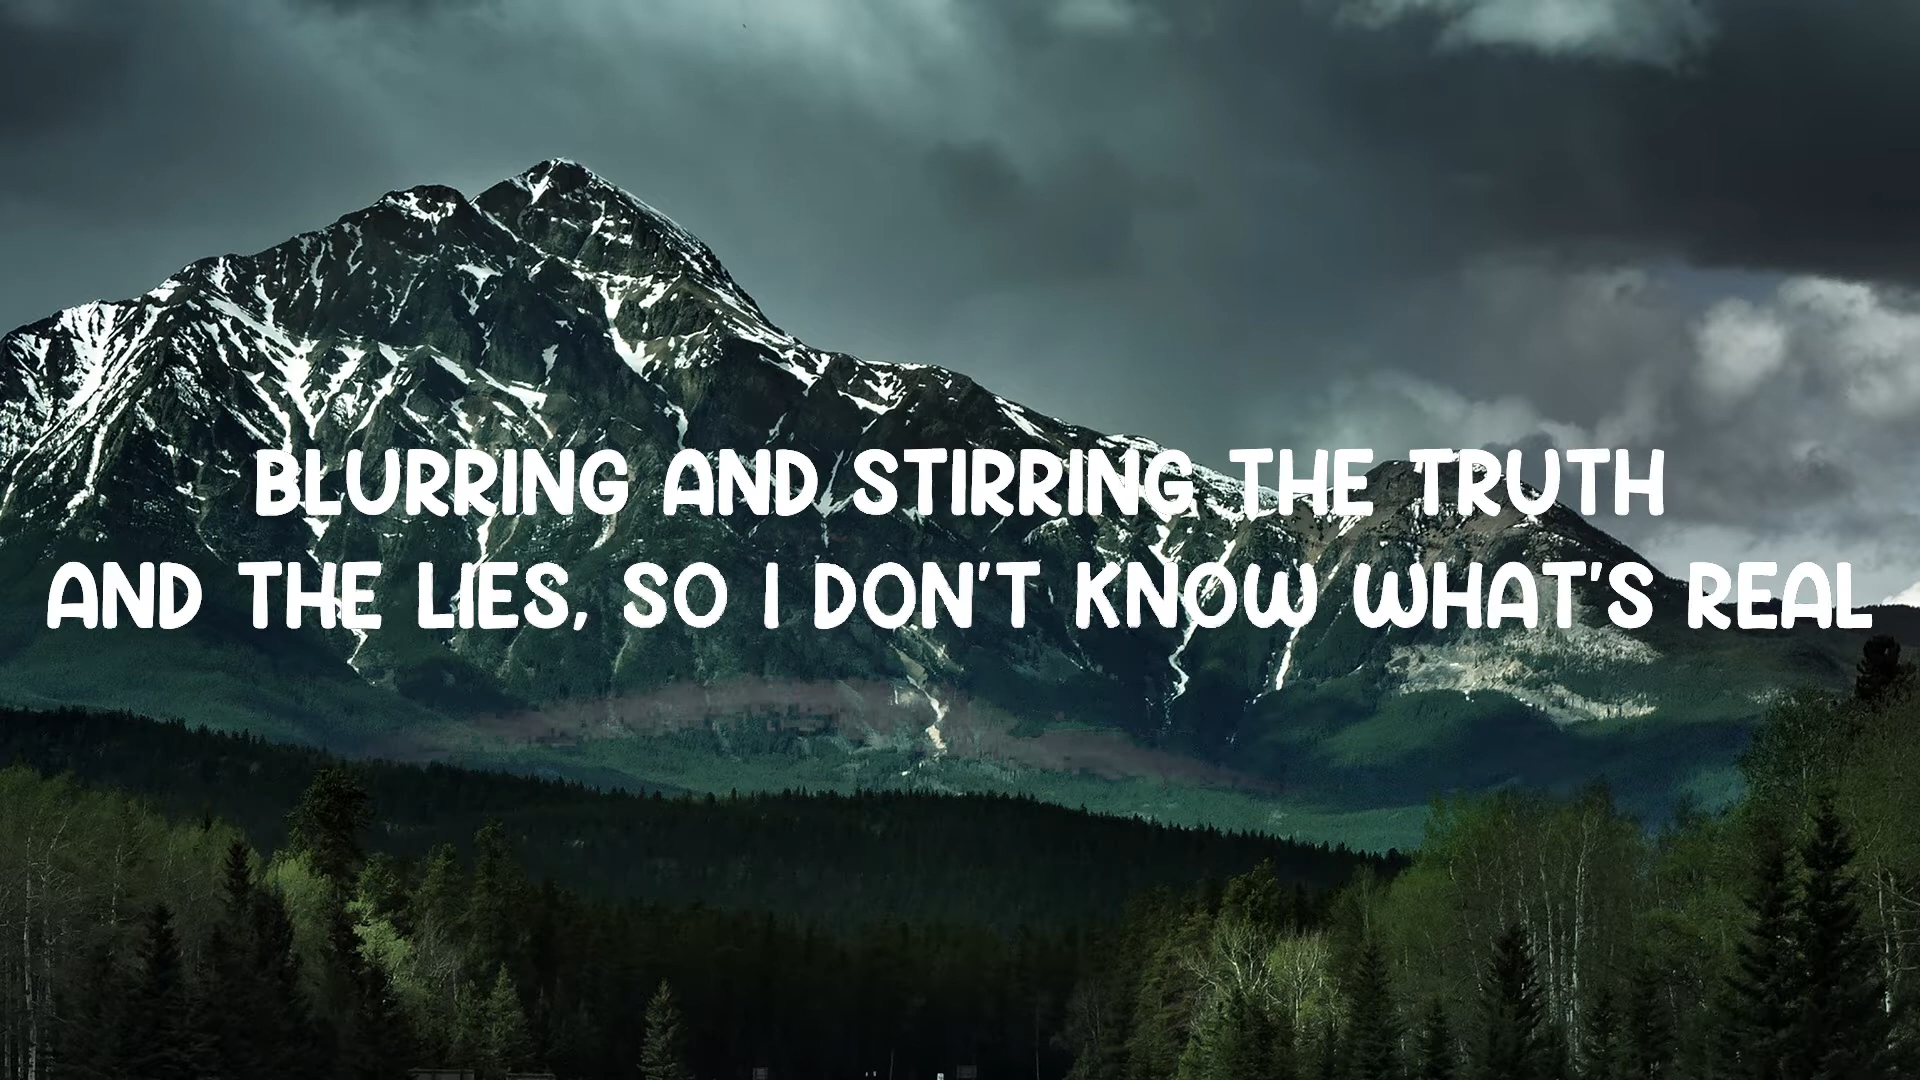 BLURRING AND STIRRING THE TRUTH
AND THE LIES, SO I DON'T KNOW WHAT'S REAL